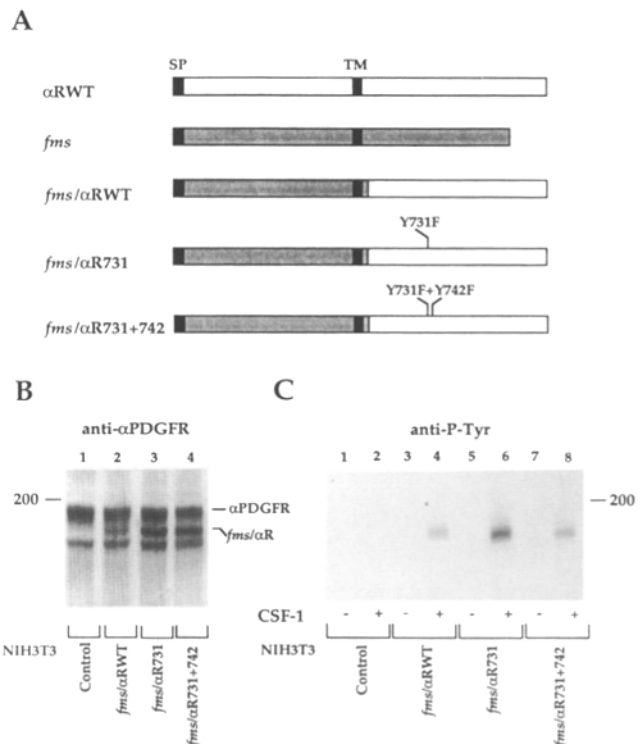 A
SP TM
αRWT
fms
fms/αRWT
Y731F
fms/αR731
Y731F+Y742F
fms/αR731+742
B
anti-αPDGFR
1 2 3 4
200
αPDGFR
fms/αR
NIH3T3
Control
fms/αRWT
fms/αR731
fms/αR731+742
C
anti-P-Tyr
1 2 3 4 5 6 7 8
200
CSF-1 - + - + - + - +
NIH3T3
Control
fms/αRWT
fms/αR731
fms/αR731+742